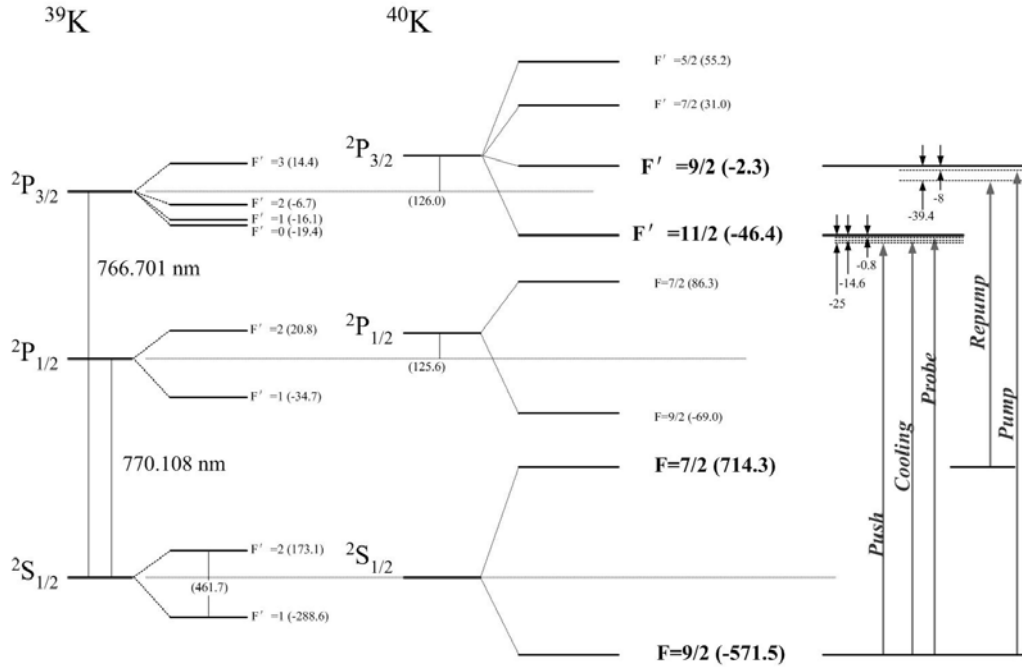 ³⁹K
⁴⁰K
F′ =5/2 (55.2)
F′ =7/2 (31.0)
²P₃/₂
F′ =3 (14.4)
F′ =2 (-6.7)
F′ =1 (-16.1)
F′ =0 (-19.4)
766.701 nm
²P₁/₂
F′ =2 (20.8)
F′ =1 (-34.7)
770.108 nm
²S₁/₂
F′ =2 (173.1)
(461.7)
F′ =1 (-288.6)
²P₃/₂
(126.0)
F′ =9/2 (-2.3)
F′ =11/2 (-46.4)
²P₁/₂
(125.6)
F=7/2 (86.3)
F=9/2 (-69.0)
F=7/2 (714.3)
²S₁/₂
F=9/2 (-571.5)
-8
-39.4
-0.8
-14.6
-25
Push
Cooling
Probe
Repump
Pump